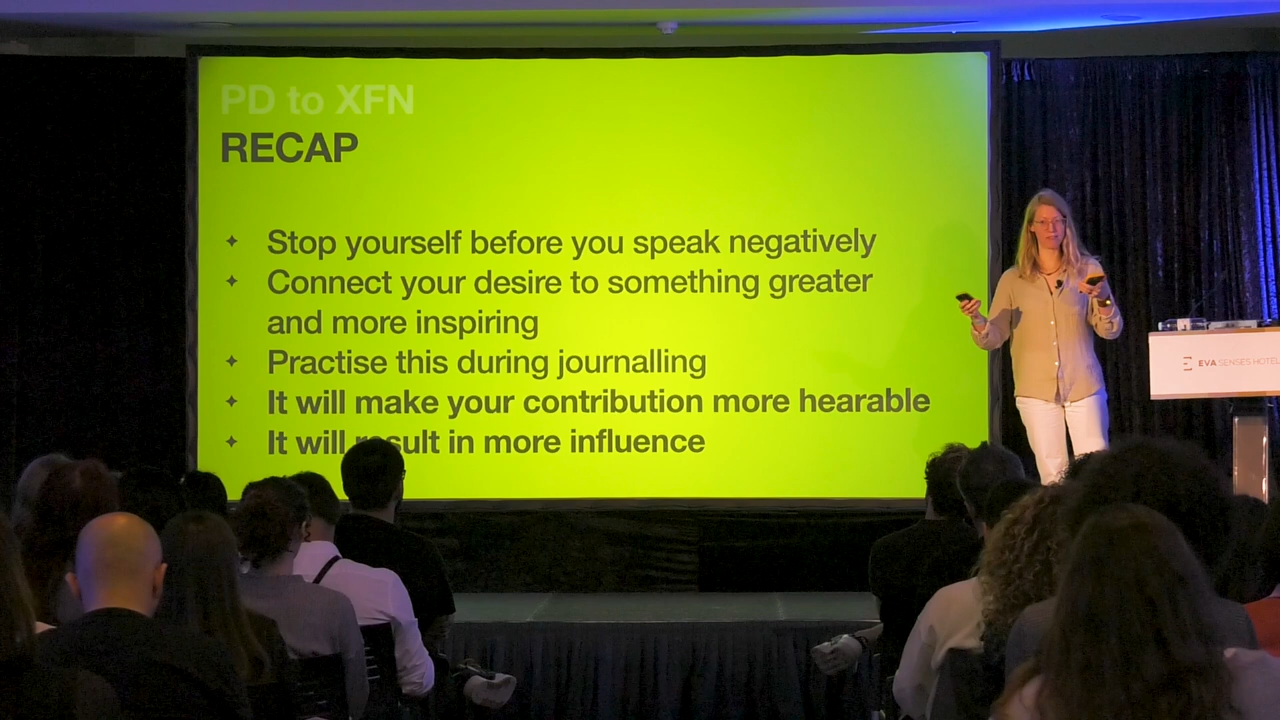 PD to XFN
RECAP
Stop yourself before you speak negatively
Connect your desire to something greater
and more inspiring
Practise this during journalling
It will make your contribution more hearable
It will result in more influence
EVA SENSES HOTEL